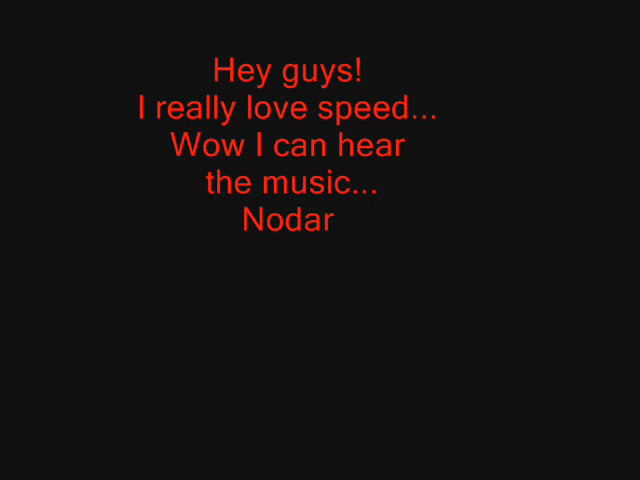 Hey guys!
I really love speed...
Wow I can hear
the music...
Nodar